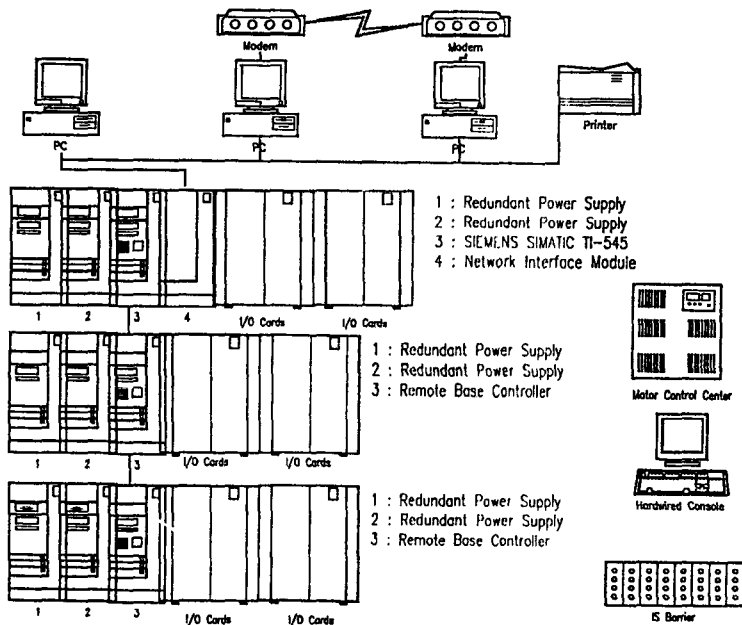 Modem
Modem
PC
PC
PC
Printer
1 : Redundant Power Supply
2 : Redundant Power Supply
3 : SIEMENS SIMATIC TI-545
4 : Network Interface Module
1 2 3 4 I/O Cards I/O Cards
Motor Control Center
1 : Redundant Power Supply
2 : Redundant Power Supply
3 : Remote Base Controller
1 2 3 I/O Cards I/O Cards
Hardwired Console
1 : Redundant Power Supply
2 : Redundant Power Supply
3 : Remote Base Controller
1 2 3 I/O Cards I/O Cards
IS Barrier